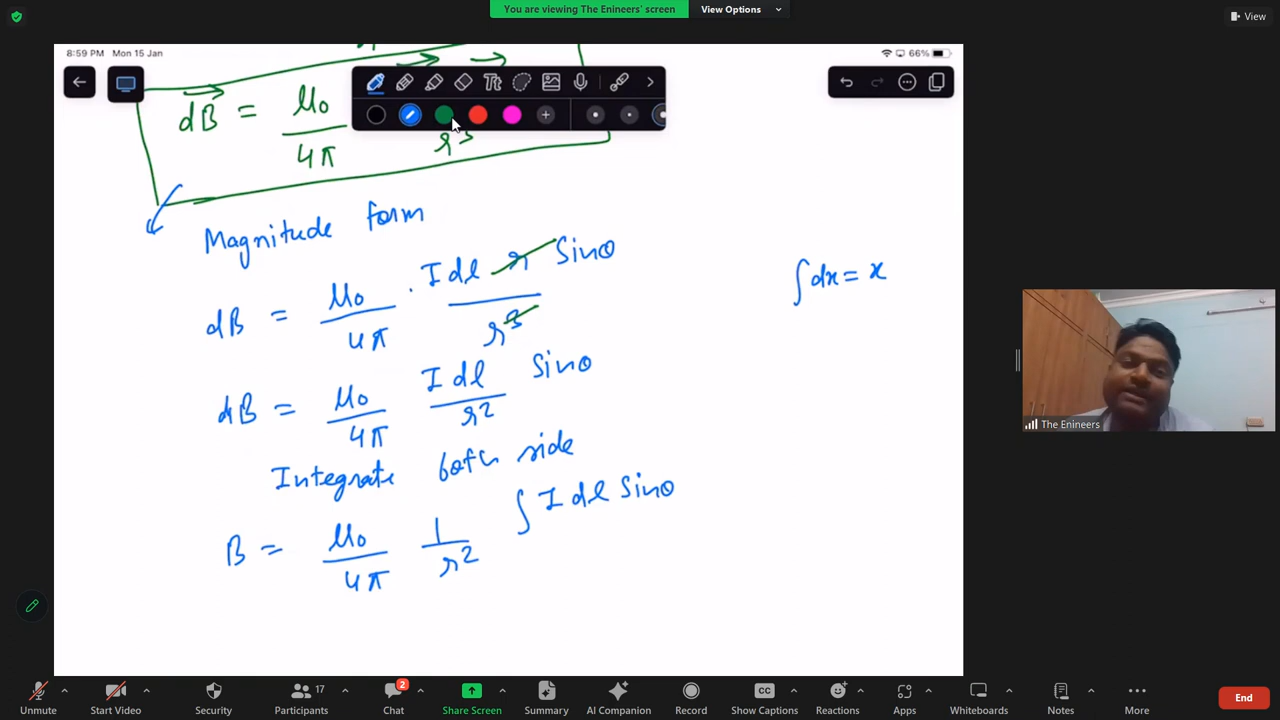 You are viewing The Enineers' screen
View Options
View
8:59 PM Mon 15 Jan
66%
Tt
dB = μ₀
4π
r³
Magnitude form
dB = μ₀/4π · I dl r Sinθ / r³
∫dx = x
dB = μ₀/4π I dl/r² Sinθ
Integrate both side
B = μ₀/4π 1/r² ∫ I dl Sinθ
The Enineers
Unmute
Start Video
Security
17
Participants
2
Chat
Share Screen
Summary
AI Companion
Record
CC
Show Captions
Reactions
Apps
Whiteboards
Notes
More
End